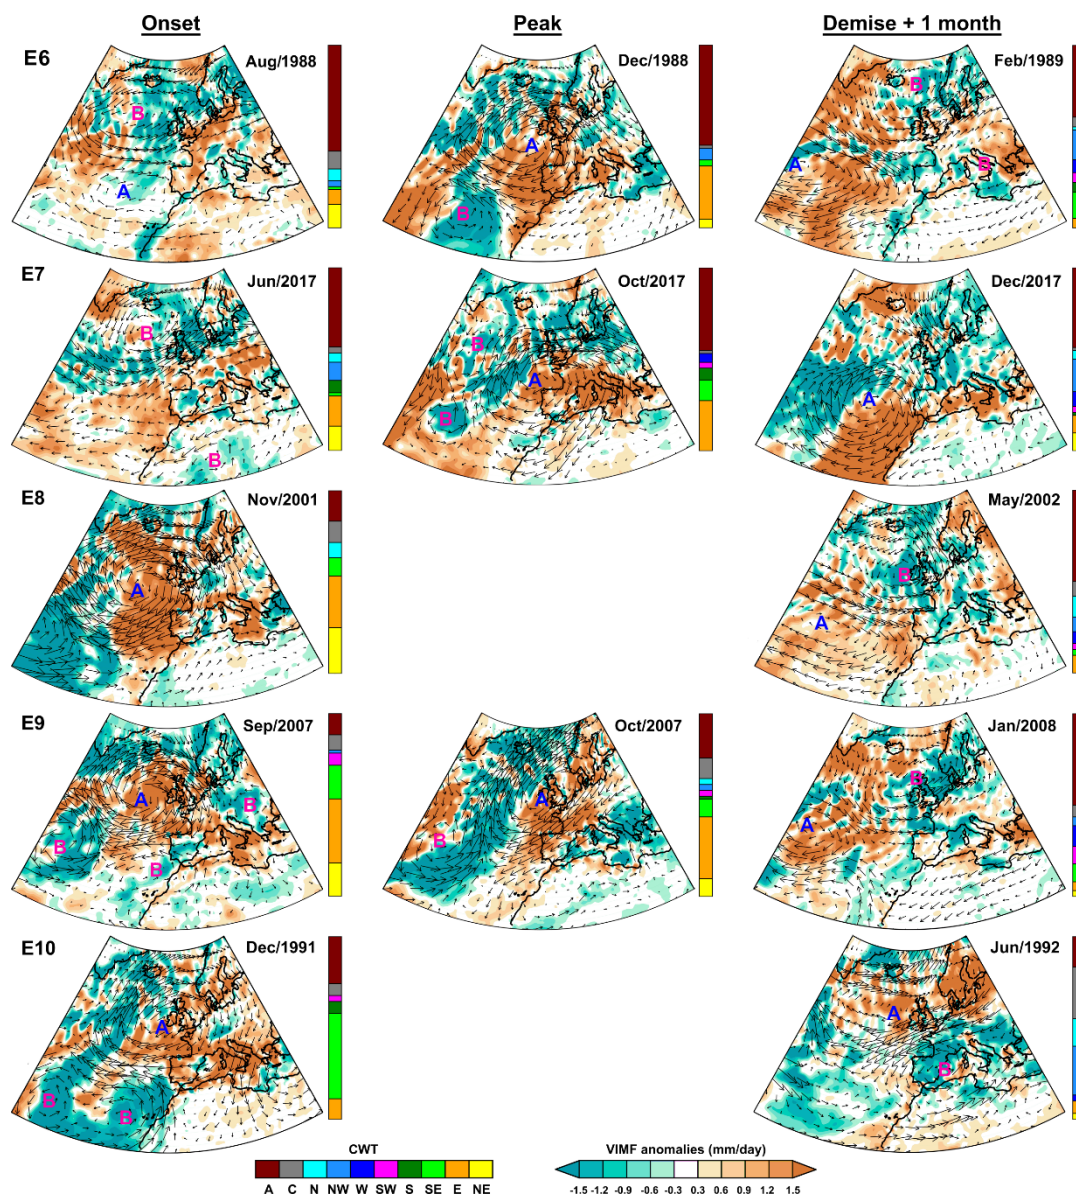 Onset Peak Demise + 1 month
E6 Aug/1988 Dec/1988 Feb/1989
B A
A B
B A B
E7 Jun/2017 Oct/2017 Dec/2017
B B
B A B
A
E8 Nov/2001 May/2002
A
B A
E9 Sep/2007 Oct/2007 Jan/2008
A B B B
A B
B A
E10 Dec/1991 Jun/1992
A B B
A B
CWT VIMF anomalies (mm/day)
A C N NW W SW S SE E NE -1.5 -1.2 -0.9 -0.6 -0.3 0.3 0.6 0.9 1.2 1.5